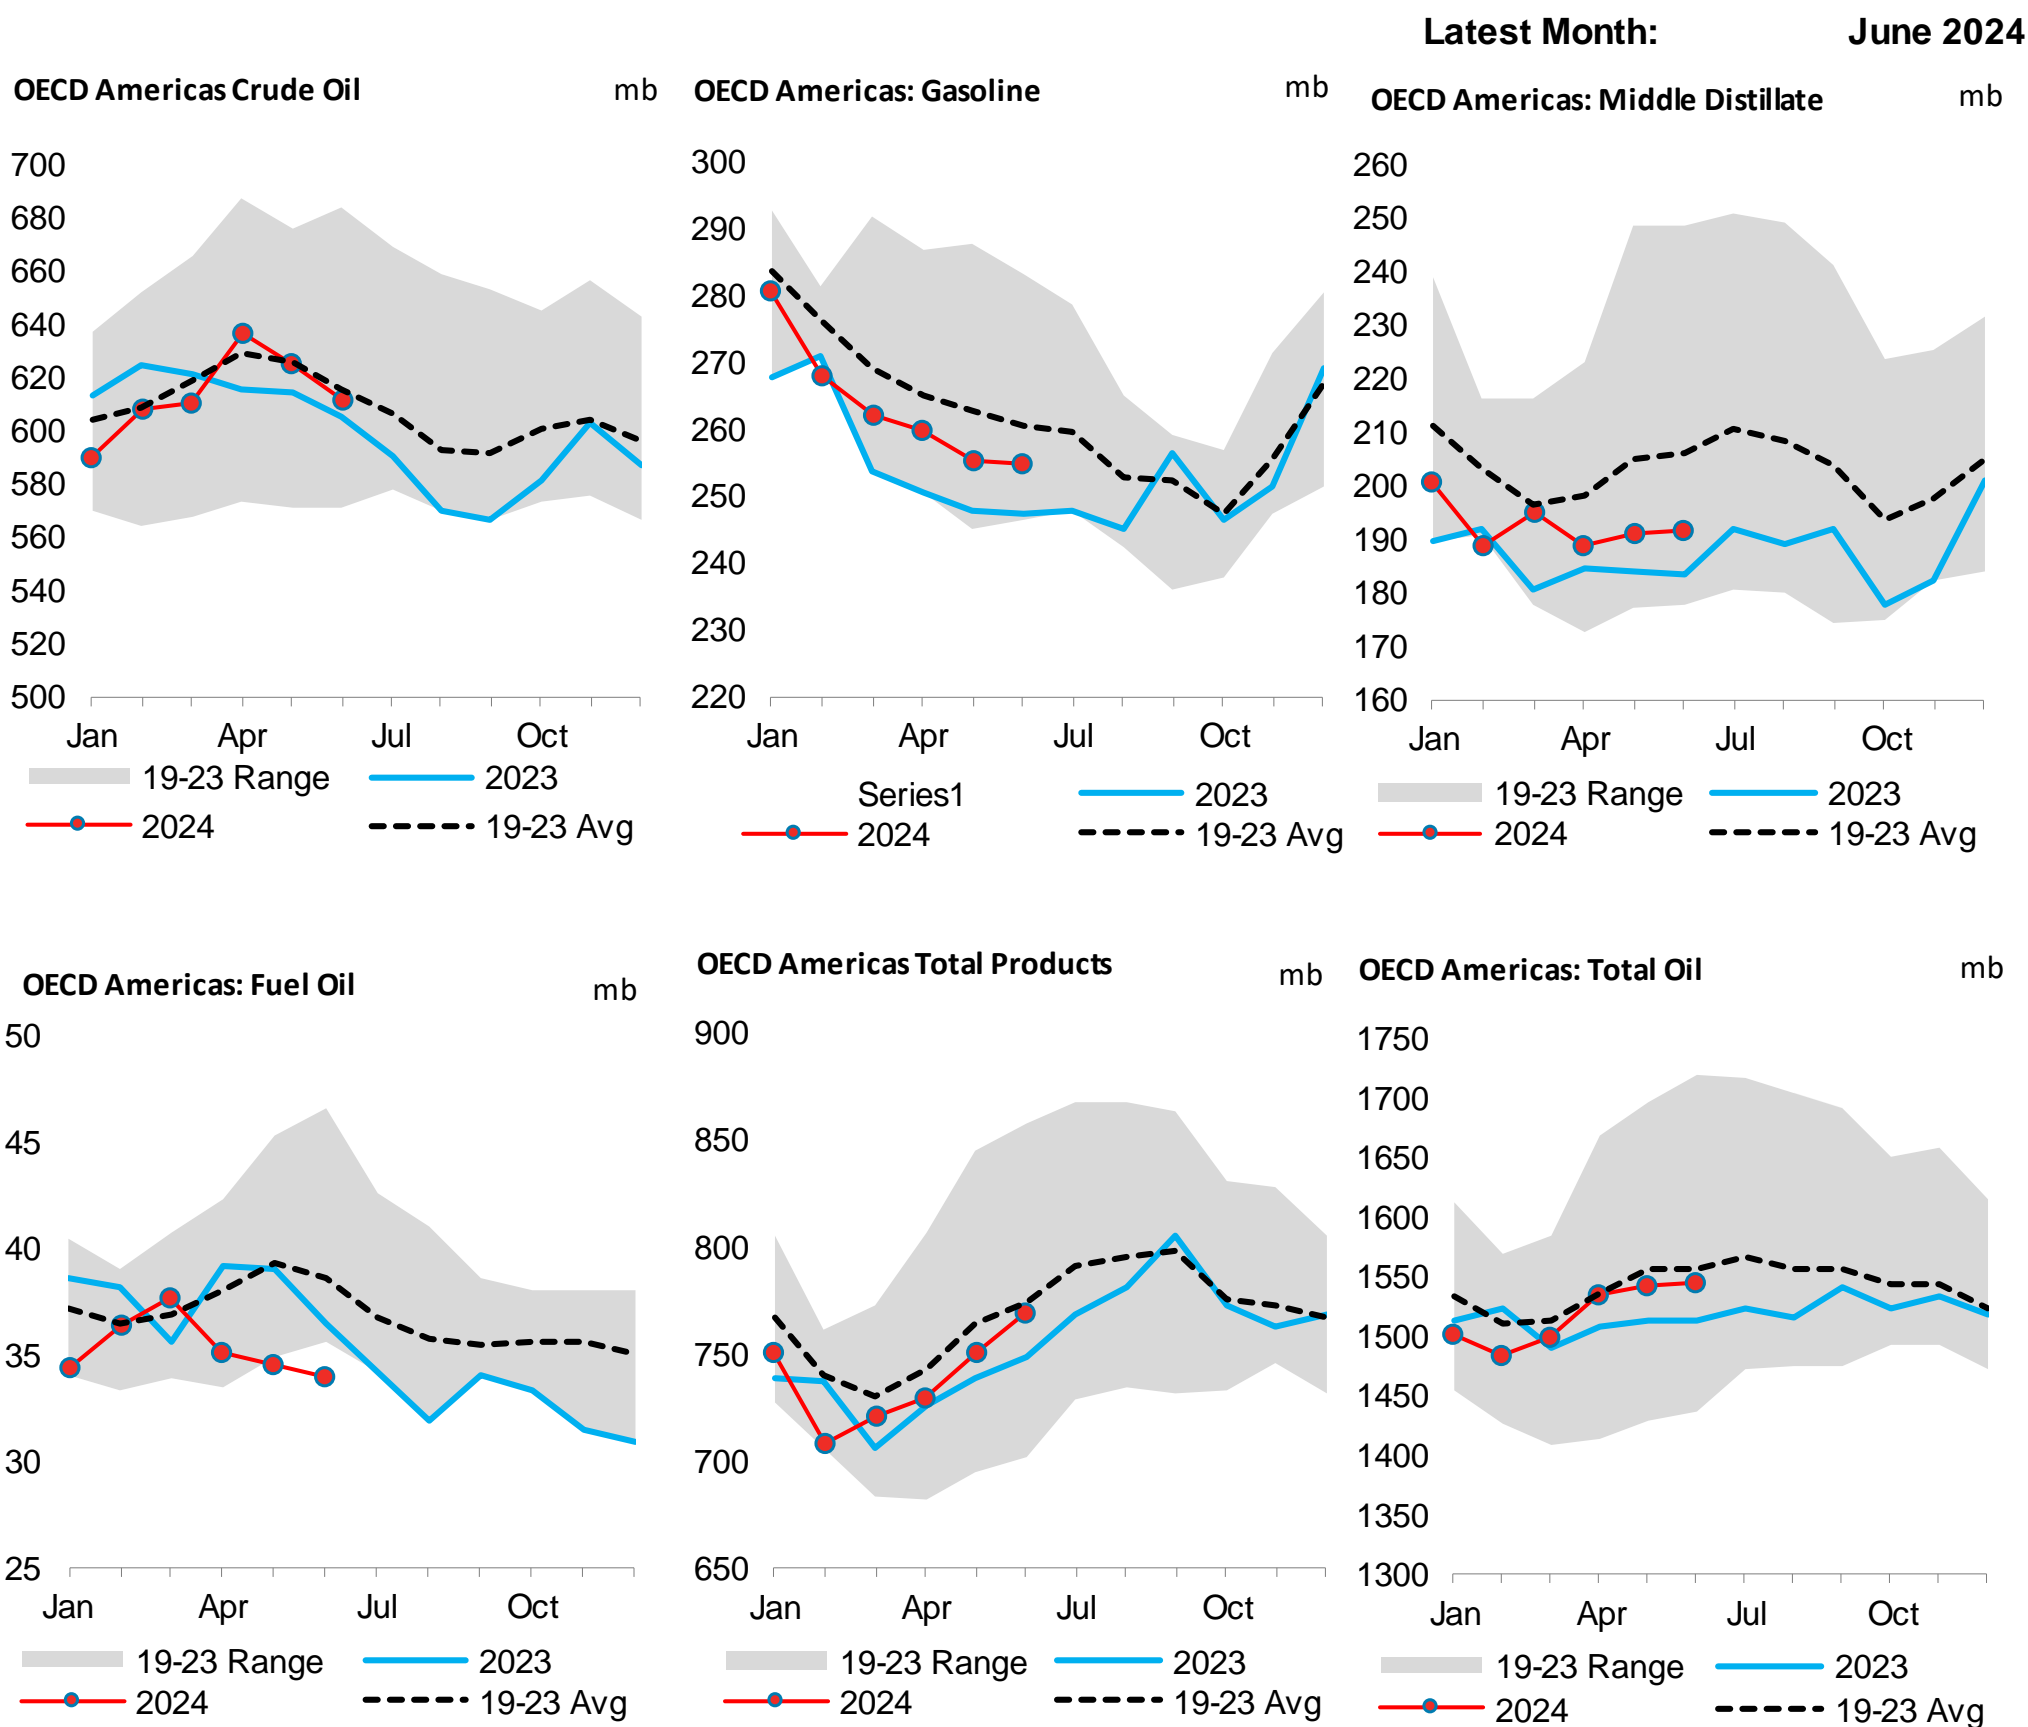 Latest Month: June 2024
OECD Americas Crude Oil mb
700
680
660
640
620
600
580
560
540
520
500
Jan Apr Jul Oct
19-23 Range 2023
2024 19-23 Avg
OECD Americas: Gasoline mb
300
290
280
270
260
250
240
230
220
Jan Apr Jul Oct
Series1 2023
2024 19-23 Avg
OECD Americas: Middle Distillate mb
260
250
240
230
220
210
200
190
180
170
160
Jan Apr Jul Oct
19-23 Range 2023
2024 19-23 Avg
OECD Americas: Fuel Oil mb
50
45
40
35
30
25
Jan Apr Jul Oct
19-23 Range 2023
2024 19-23 Avg
OECD Americas Total Products mb
900
850
800
750
700
650
Jan Apr Jul Oct
19-23 Range 2023
2024 19-23 Avg
OECD Americas: Total Oil mb
1750
1700
1650
1600
1550
1500
1450
1400
1350
1300
Jan Apr Jul Oct
19-23 Range 2023
2024 19-23 Avg